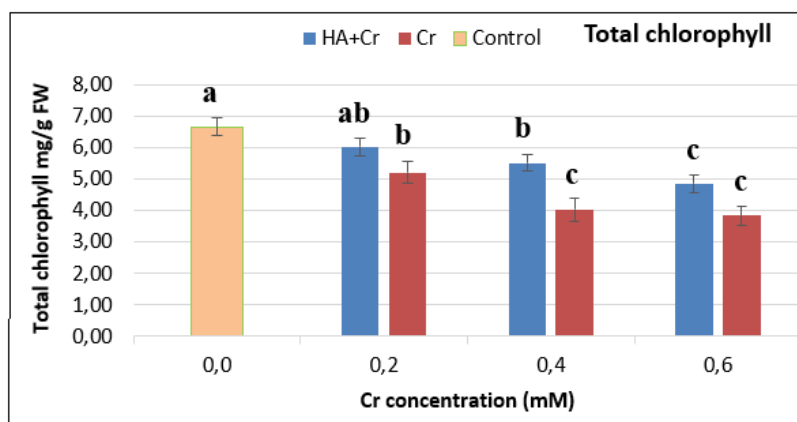 HA+Cr Cr Control Total chlorophyll
Total chlorophyll mg/g FW
8,00
7,00
6,00
5,00
4,00
3,00
2,00
1,00
0,00
a
ab
b
b
c
c
c
0,0 0,2 0,4 0,6
Cr concentration (mM)